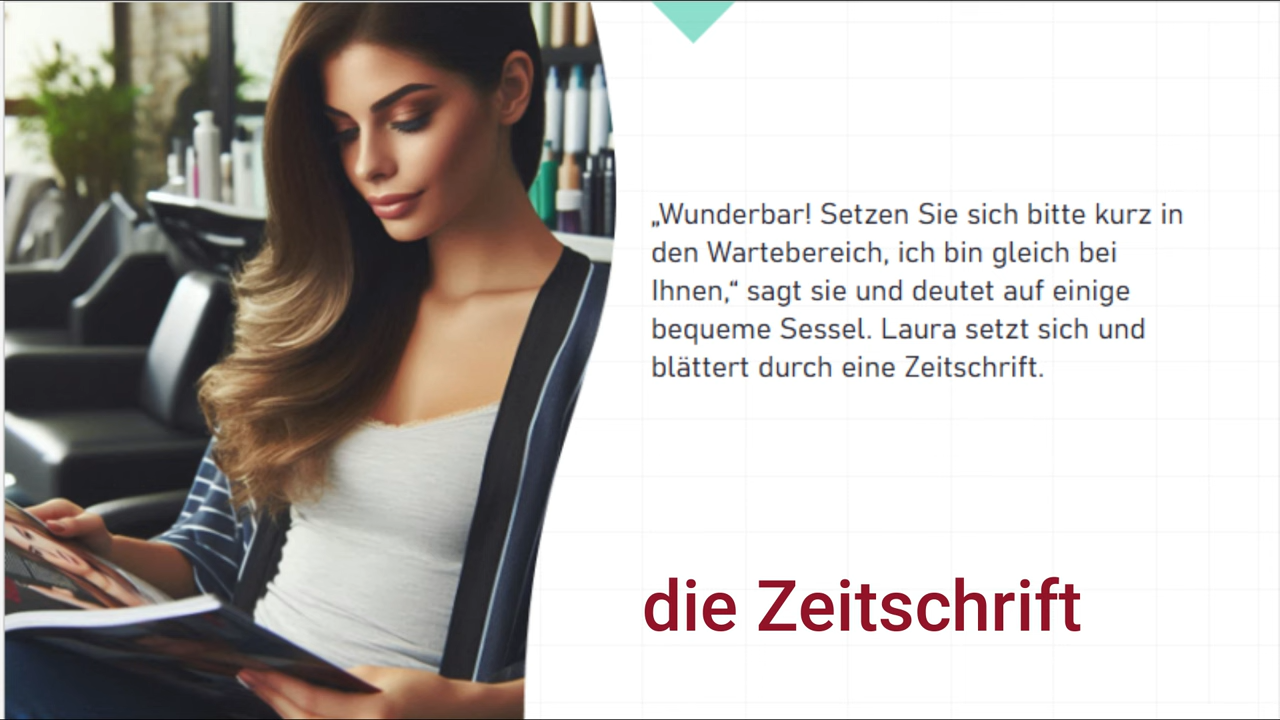 „Wunderbar! Setzen Sie sich bitte kurz in
den Wartebereich, ich bin gleich bei
Ihnen,“ sagt sie und deutet auf einige
bequeme Sessel. Laura setzt sich und
blättert durch eine Zeitschrift.
die Zeitschrift